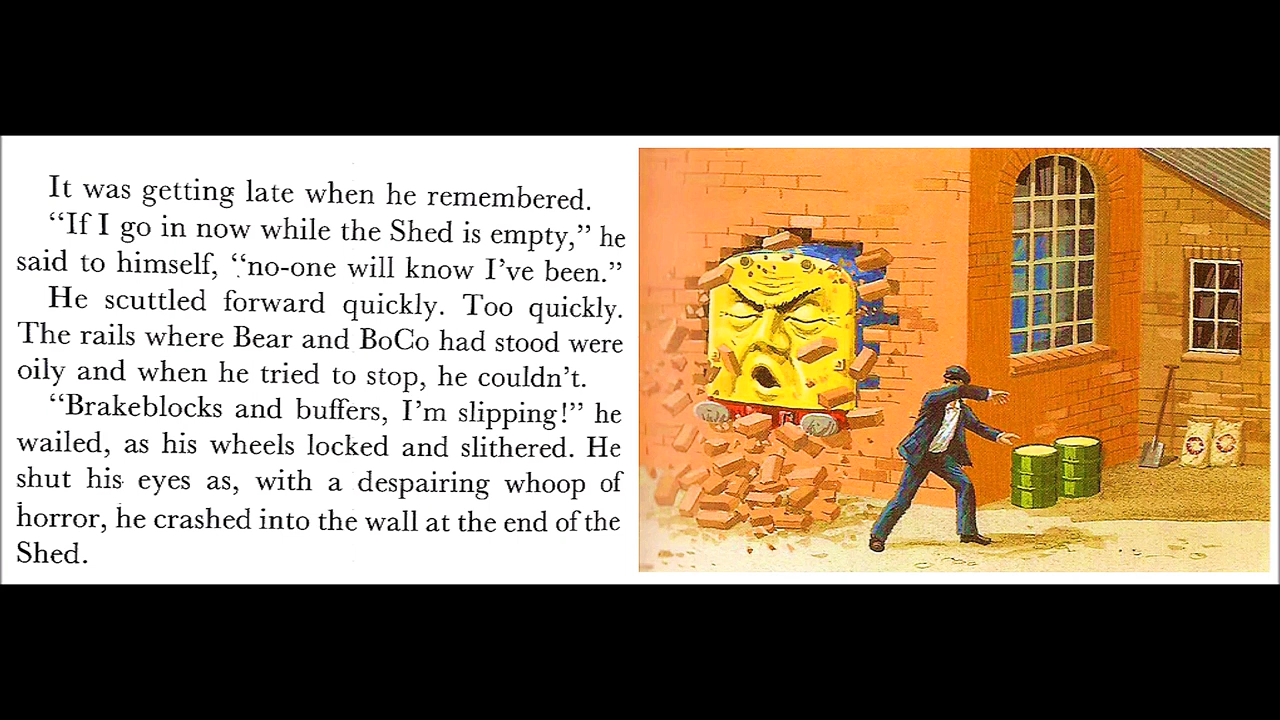 It was getting late when he remembered.
“If I go in now while the Shed is empty,” he
said to himself, “no-one will know I’ve been.”
He scuttled forward quickly. Too quickly.
The rails where Bear and BoCo had stood were
oily and when he tried to stop, he couldn’t.
“Brakeblocks and buffers, I’m slipping!” he
wailed, as his wheels locked and slithered. He
shut his eyes as, with a despairing whoop of
horror, he crashed into the wall at the end of the
Shed.